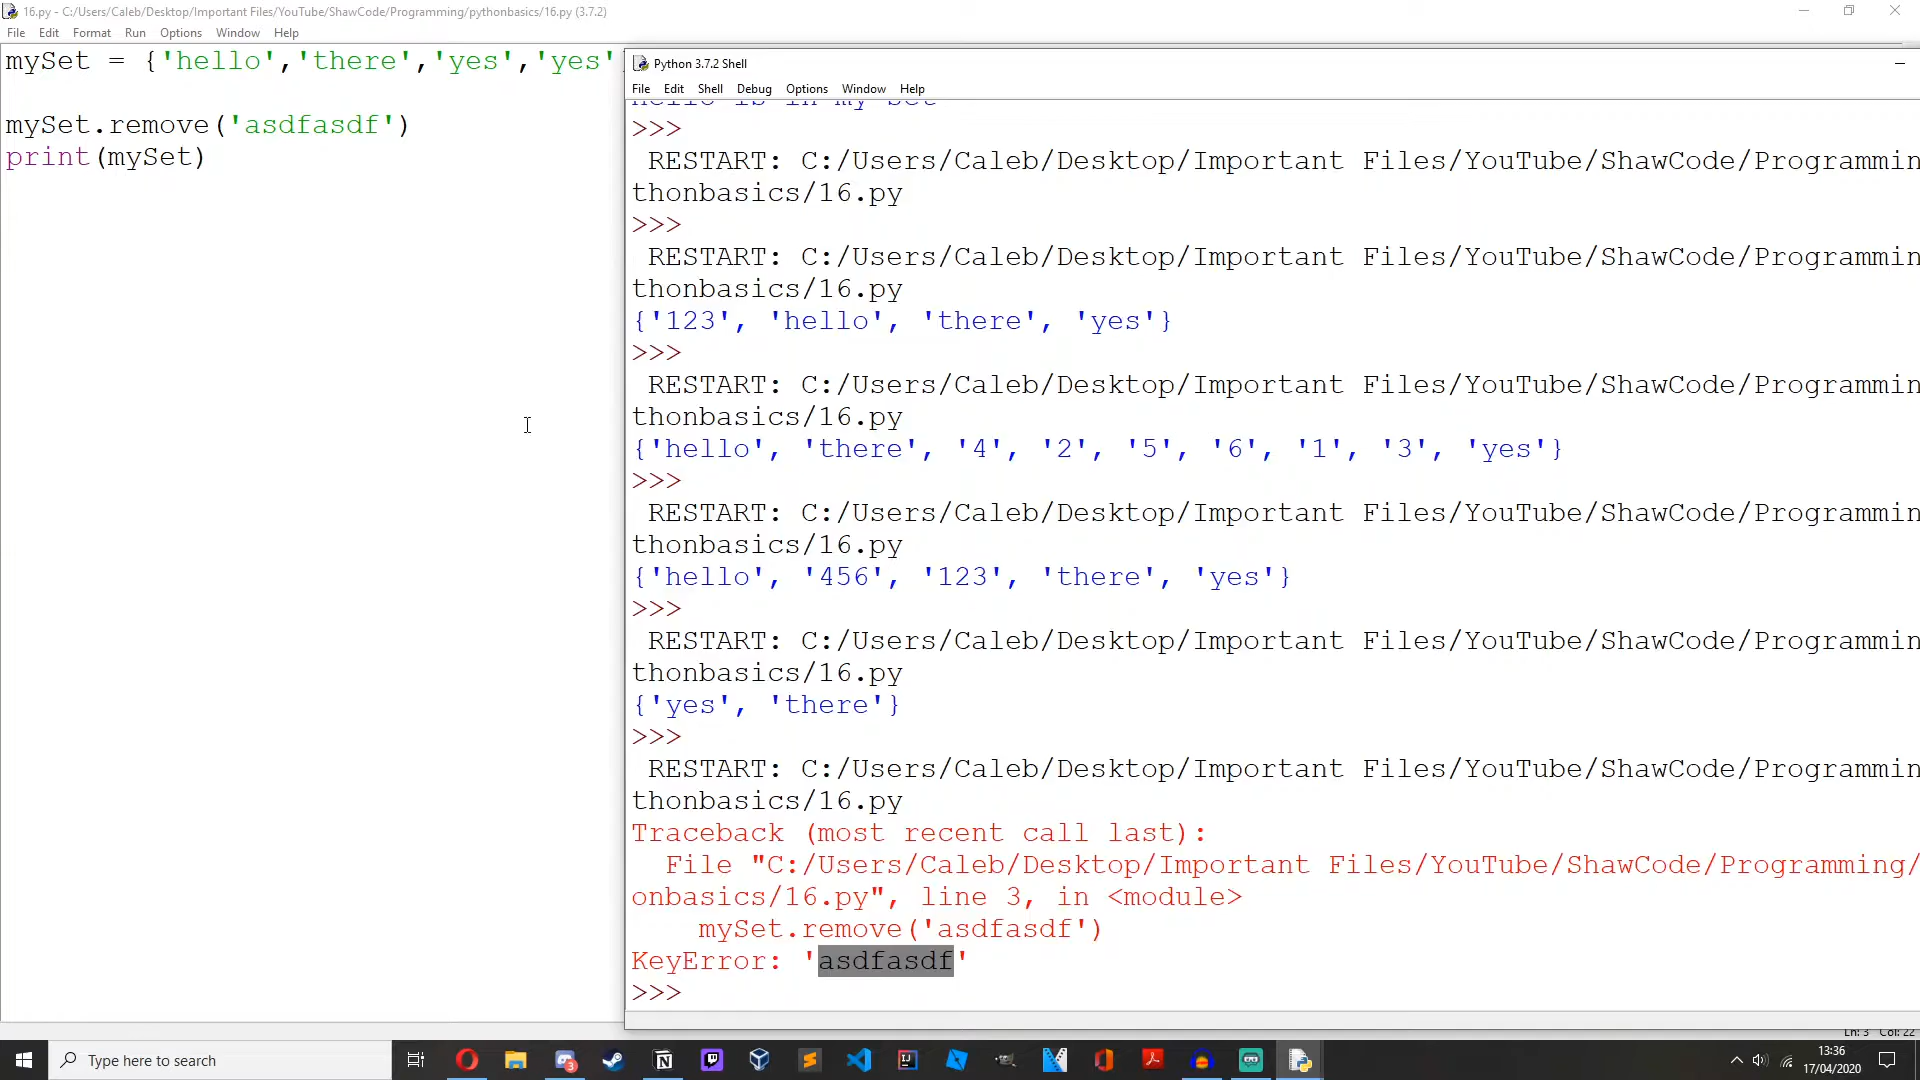 16.py - C:/Users/Caleb/Desktop/Important Files/YouTube/ShawCode/Programming/pythonbasics/16.py (3.7.2)
File Edit Format Run Options Window Help
mySet = {'hello','there','yes','yes'
mySet.remove('asdfasdf')
print(mySet)
Python 3.7.2 Shell
File Edit Shell Debug Options Window Help
hello is in my set
>>>
RESTART: C:/Users/Caleb/Desktop/Important Files/YouTube/ShawCode/Programmin
thonbasics/16.py
>>>
RESTART: C:/Users/Caleb/Desktop/Important Files/YouTube/ShawCode/Programmin
thonbasics/16.py
{'123', 'hello', 'there', 'yes'}
>>>
RESTART: C:/Users/Caleb/Desktop/Important Files/YouTube/ShawCode/Programmin
thonbasics/16.py
{'hello', 'there', '4', '2', '5', '6', '1', '3', 'yes'}
>>>
RESTART: C:/Users/Caleb/Desktop/Important Files/YouTube/ShawCode/Programmin
thonbasics/16.py
{'hello', '456', '123', 'there', 'yes'}
>>>
RESTART: C:/Users/Caleb/Desktop/Important Files/YouTube/ShawCode/Programmin
thonbasics/16.py
{'yes', 'there'}
>>>
RESTART: C:/Users/Caleb/Desktop/Important Files/YouTube/ShawCode/Programmin
thonbasics/16.py
Traceback (most recent call last):
File "C:/Users/Caleb/Desktop/Important Files/YouTube/ShawCode/Programming/
onbasics/16.py", line 3, in <module>
mySet.remove('asdfasdf')
KeyError: 'asdfasdf'
>>>
Ln: 3 Col: 22
Type here to search
13:36
17/04/2020